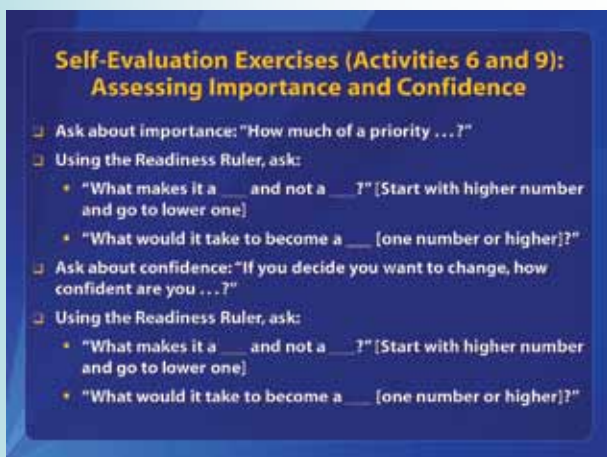 Self-Evaluation Exercises (Activities 6 and 9):
Assessing Importance and Confidence
Ask about importance: "How much of a priority . . . ?"
Using the Readiness Ruler, ask:
"What makes it a ___ and not a ___?" [Start with higher number
and go to lower one]
"What would it take to become a ___ [one number or higher]?"
Ask about confidence: "If you decide you want to change, how
confident are you . . . ?"
Using the Readiness Ruler, ask:
"What makes it a ___ and not a ___?" [Start with higher number
and go to lower one]
"What would it take to become a ___ [one number or higher]?"